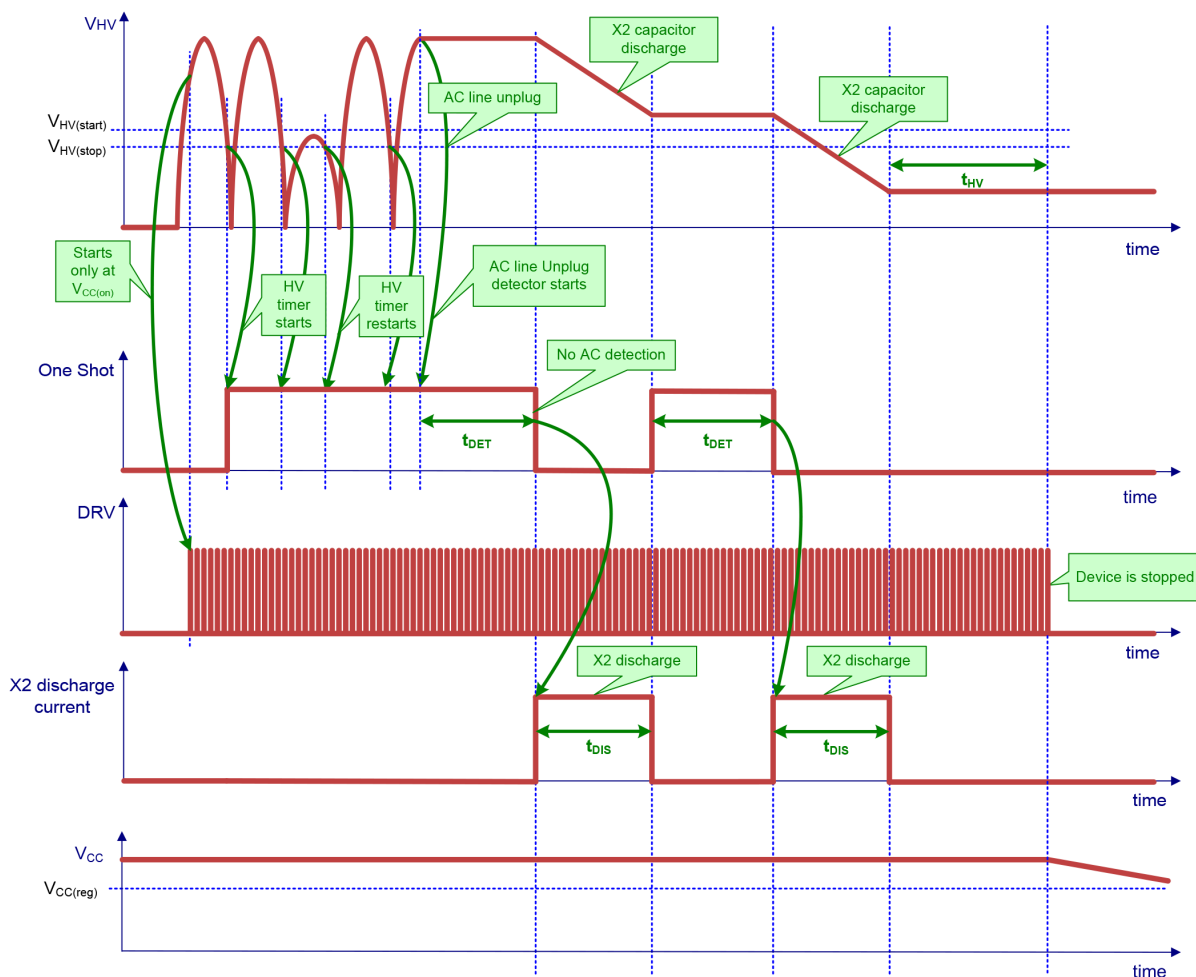 VHV
X2 capacitor
discharge
AC line unplug
X2 capacitor
discharge
VHV(start)
VHV(stop)
tHV
time
Starts
only at
VCC(on)
HV
timer
starts
HV
timer
restarts
AC line Unplug
detector starts
One Shot
No AC detection
tDET
tDET
time
DRV
Device is stopped
time
X2 discharge
current
X2 discharge
X2 discharge
tDIS
tDIS
time
VCC
VCC(reg)
time